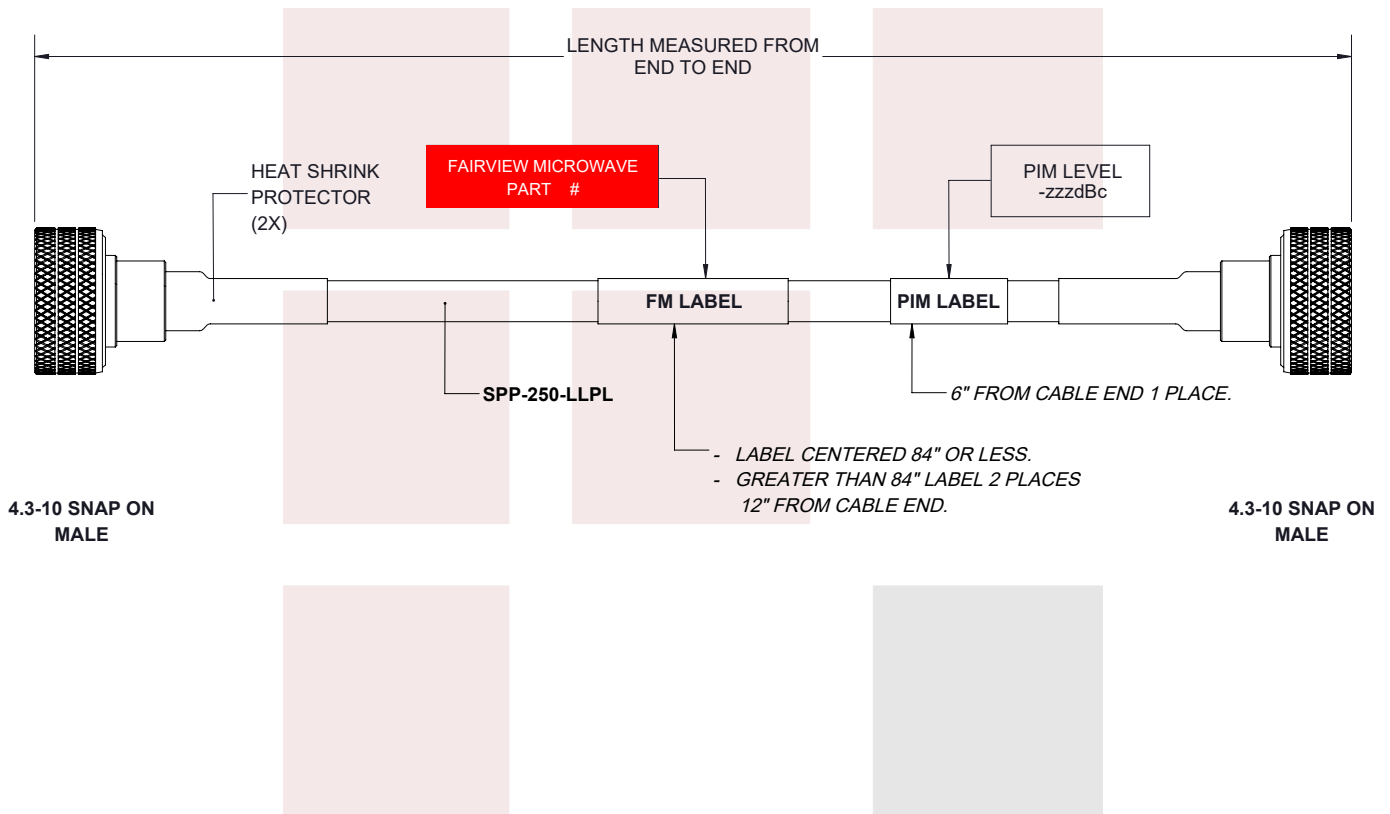 LENGTH MEASURED FROM
END TO END
HEAT SHRINK
PROTECTOR
(2X)
FAIRVIEW MICROWAVE
PART #
PIM LEVEL
-zzzdBc
FM LABEL
PIM LABEL
SPP-250-LLPL
6" FROM CABLE END 1 PLACE.
- LABEL CENTERED 84" OR LESS.
- GREATER THAN 84" LABEL 2 PLACES
12" FROM CABLE END.
4.3-10 SNAP ON
MALE
4.3-10 SNAP ON
MALE